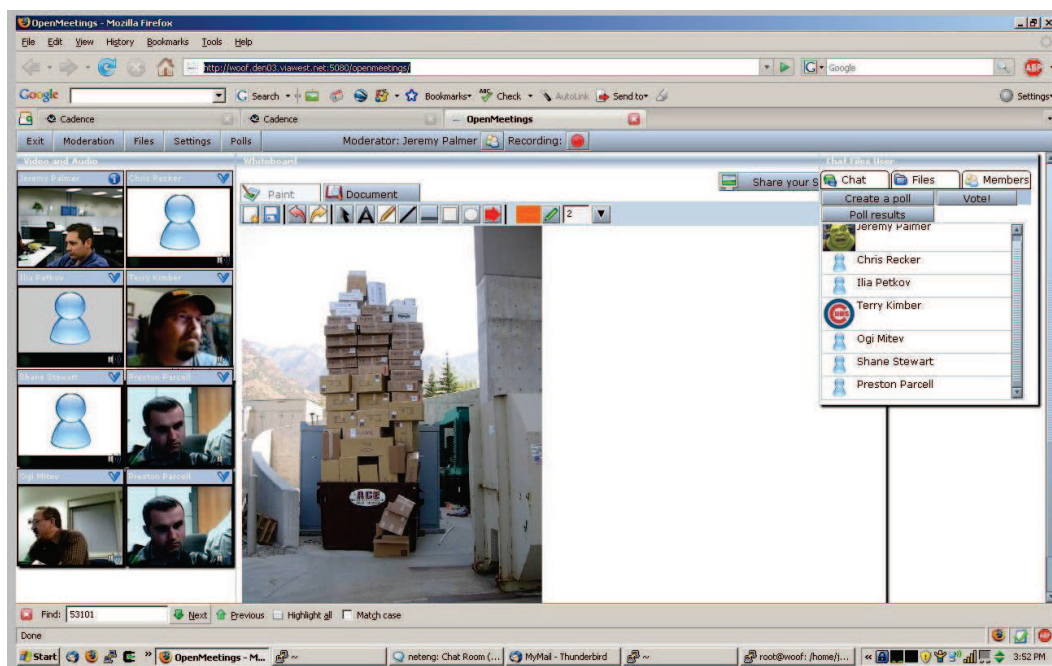 OpenMeetings - Mozilla Firefox
File Edit View History Bookmarks Tools Help
http://woof.den03.viawest.net:5080/openmeetings/
G Google
ABP
Google
Search
Bookmarks
Check
AutoLink
Send to
Settings
Cadence
Cadence
OpenMeetings
Exit Moderation Files Settings Polls Moderator: Jeremy Palmer Recording:
Video and Audio
Whiteboard
Chat Files User
Jeremy Palmer
Chris Recker
Ilia Petkov
Terry Kimber
Shane Stewart
Preston Parcell
Ogi Mitev
Preston Parcell
Paint
Document
2
Share your S
ACE
Chat
Files
Members
Create a poll
Vote!
Poll results
Jeremy Palmer
Chris Recker
Ilia Petkov
CUBS
Terry Kimber
Ogi Mitev
Shane Stewart
Preston Parcell
Find: 53101 Next Previous Highlight all Match case
Done
Start
OpenMeetings - M...
~
neteng: Chat Room (...
MyMail - Thunderbird
~
root@woof: /home/j...
3:52 PM